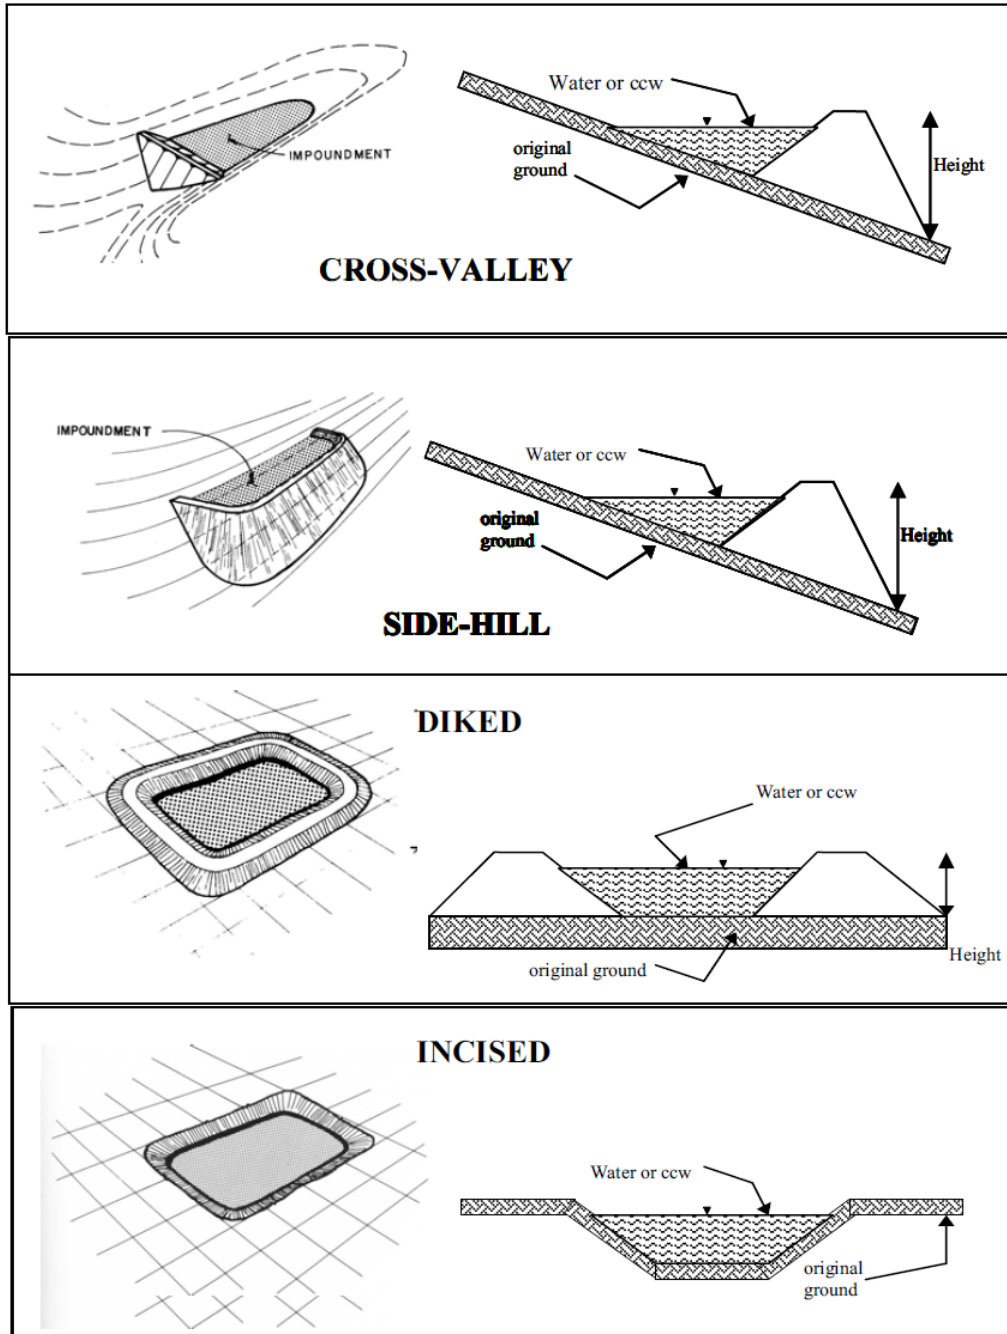 Water or ccw
original
ground
IMPOUNDMENT
Height
CROSS-VALLEY
IMPOUNDMENT
Water or ccw
original
ground
Height
SIDE-HILL
DIKED
Water or ccw
Height
original ground
INCISED
Water or ccw
original
ground